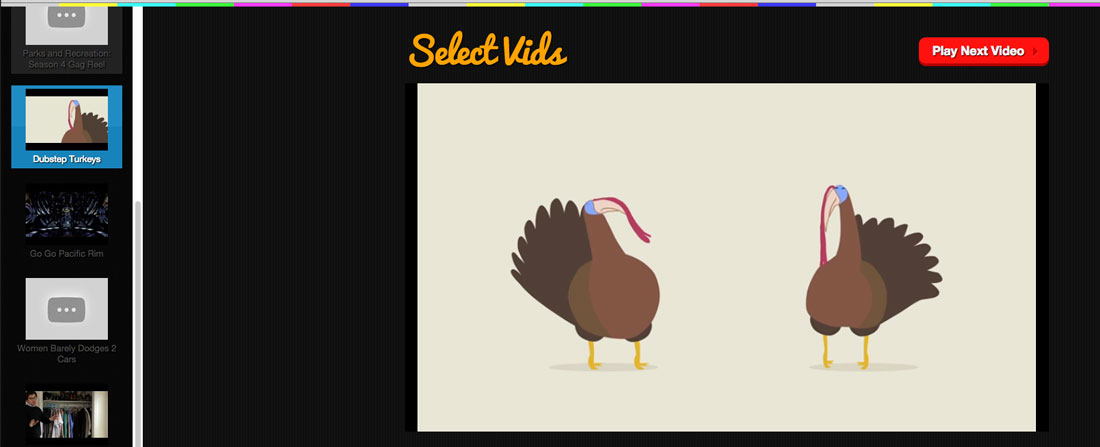 Parks and Recreation:
Season 4 Gag Reel
Dubstep Turkeys
Go Go Pacific Rim
Women Barely Dodges 2
Cars
Select Vids
Play Next Video